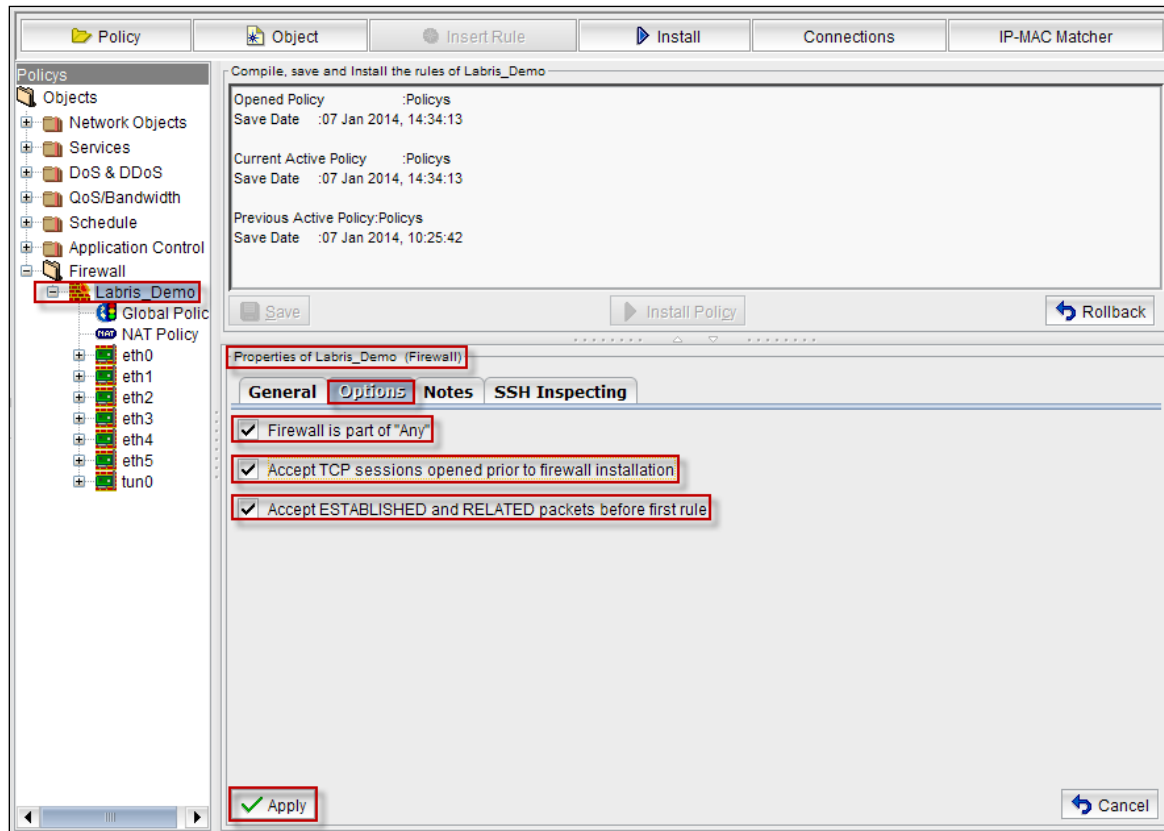 Policy
Object
Insert Rule
Install
Connections
IP-MAC Matcher
Policys
Objects
Network Objects
Services
DoS & DDoS
QoS/Bandwidth
Schedule
Application Control
Firewall
Labris_Demo
Global Polic
NAT Policy
eth0
eth1
eth2
eth3
eth4
eth5
tun0
Compile, save and Install the rules of Labris_Demo
Opened Policy :Policys
Save Date :07 Jan 2014, 14:34:13
Current Active Policy :Policys
Save Date :07 Jan 2014, 14:34:13
Previous Active Policy:Policys
Save Date :07 Jan 2014, 10:25:42
Save
Install Policy
Rollback
Properties of Labris_Demo (Firewall)
General Options Notes SSH Inspecting
Firewall is part of "Any"
Accept TCP sessions opened prior to firewall installation
Accept ESTABLISHED and RELATED packets before first rule
Apply
Cancel